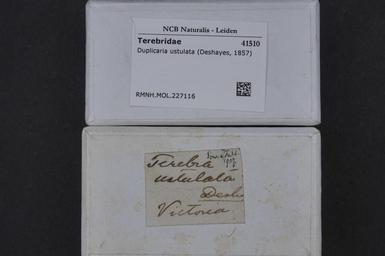 NCB Naturalis - Leiden
Terebridae 41510
Duplicaria ustulata (Deshayes, 1857)
RMNH.MOL.227116
Terebra
ustulata
Desh
Victoria